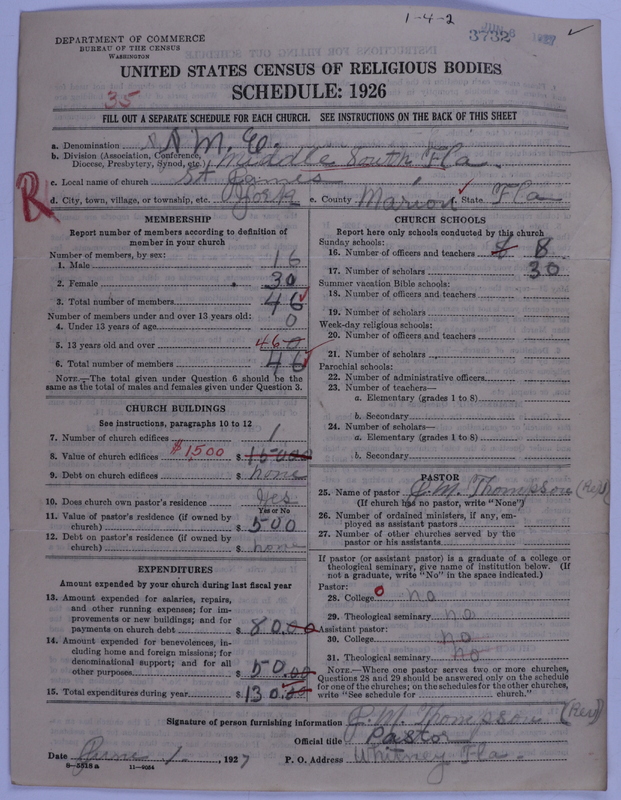 1-4-2
3732
DEPARTMENT OF COMMERCE
BUREAU OF THE CENSUS
WASHINGTON
UNITED STATES CENSUS OF RELIGIOUS BODIES
SCHEDULE: 1926
35
FILL OUT A SEPARATE SCHEDULE FOR EACH CHURCH. SEE INSTRUCTIONS ON THE BACK OF THIS SHEET
a. Denomination A M. E.
b. Division (Association, Conference, Diocese, Presbytery, Synod, etc.) Middle South Fla
c. Local name of church St James
R
d. City, town, village, or township, etc. York e. County Marion f. State Fla
MEMBERSHIP
Report number of members according to definition of member in your church
Number of members, by sex:
1. Male 16
2. Female 30
3. Total number of members 46
Number of members under and over 13 years old:
4. Under 13 years of age 0
5. 13 years old and over 46 0
6. Total number of members 46
NOTE.—The total given under Question 6 should be the same as the total of males and females given under Question 3.
CHURCH BUILDINGS
See instructions, paragraphs 10 to 12
7. Number of church edifices 1
8. Value of church edifices $1,500 $ 15000
9. Debt on church edifices $ none
10. Does church own pastor's residence Yes
Yes or No
11. Value of pastor's residence (if owned by church) $ 500
12. Debt on pastor's residence (if owned by church) $ none
EXPENDITURES
Amount expended by your church during last fiscal year
13. Amount expended for salaries, repairs, and other running expenses; for improvements or new buildings; and for payments on church debt $ 80.00
14. Amount expended for benevolences, including home and foreign missions; for denominational support; and for all other purposes $ 50.00
15. Total expenditures during year $ 130.00
CHURCH SCHOOLS
Report here only schools conducted by this church
Sunday schools:
16. Number of officers and teachers 8 8
17. Number of scholars 30
Summer vacation Bible schools:
18. Number of officers and teachers
19. Number of scholars
Week-day religious schools:
20. Number of officers and teachers
21. Number of scholars
Parochial schools:
22. Number of administrative officers
23. Number of teachers—
a. Elementary (grades 1 to 8)
b. Secondary
24. Number of scholars—
a. Elementary (grades 1 to 8)
b. Secondary
PASTOR
25. Name of pastor J. M. Thompson (Rev)
(If church has no pastor, write "None")
26. Number of ordained ministers, if any, employed as assistant pastors
27. Number of other churches served by the pastor or his assistants
If pastor (or assistant pastor) is a graduate of a college or theological seminary, give name of institution below. (If not a graduate, write "No" in the space indicated.)
Pastor:
28. College 0 no
29. Theological seminary no
Assistant pastor:
30. College no
31. Theological seminary no
NOTE.—Where one pastor serves two or more churches, Questions 28 and 29 should be answered only on the schedule for one of the churches; on the schedules for the other churches, write "See schedule for church."
Signature of person furnishing information J. M. Thompson (Rev)
Official title Pastor
Date June 1, 1927 P. O. Address Whitney Fla.
8-5518 a 11-9034